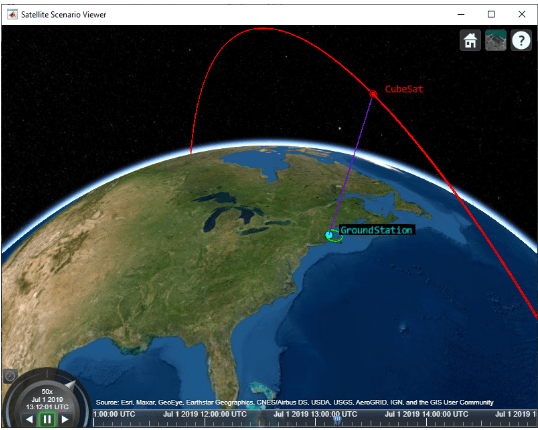 Satellite Scenario Viewer
?
CubeSat
GroundStation
50x
Jul 1 2019
13:12:01 UTC
Source: Esri, Maxar, GeoEye, Earthstar Geographics, CNES/Airbus DS, USDA, USGS, AeroGRID, IGN, and the GIS User Community
1:00:00 UTC Jul 1 2019 12:00:00 UTC Jul 1 2019 13:00:00 UTC Jul 1 2019 14:00:00 UTC Jul 1 2019 1